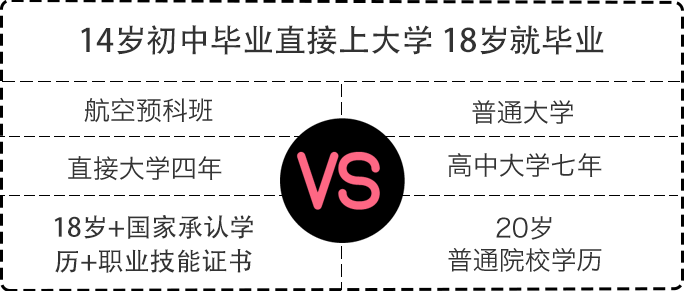 14岁初中毕业直接上大学 18岁就毕业
航空预科班
普通大学
直接大学四年
VS
高中大学七年
18岁+国家承认学
历+职业技能证书
20岁
普通院校学历